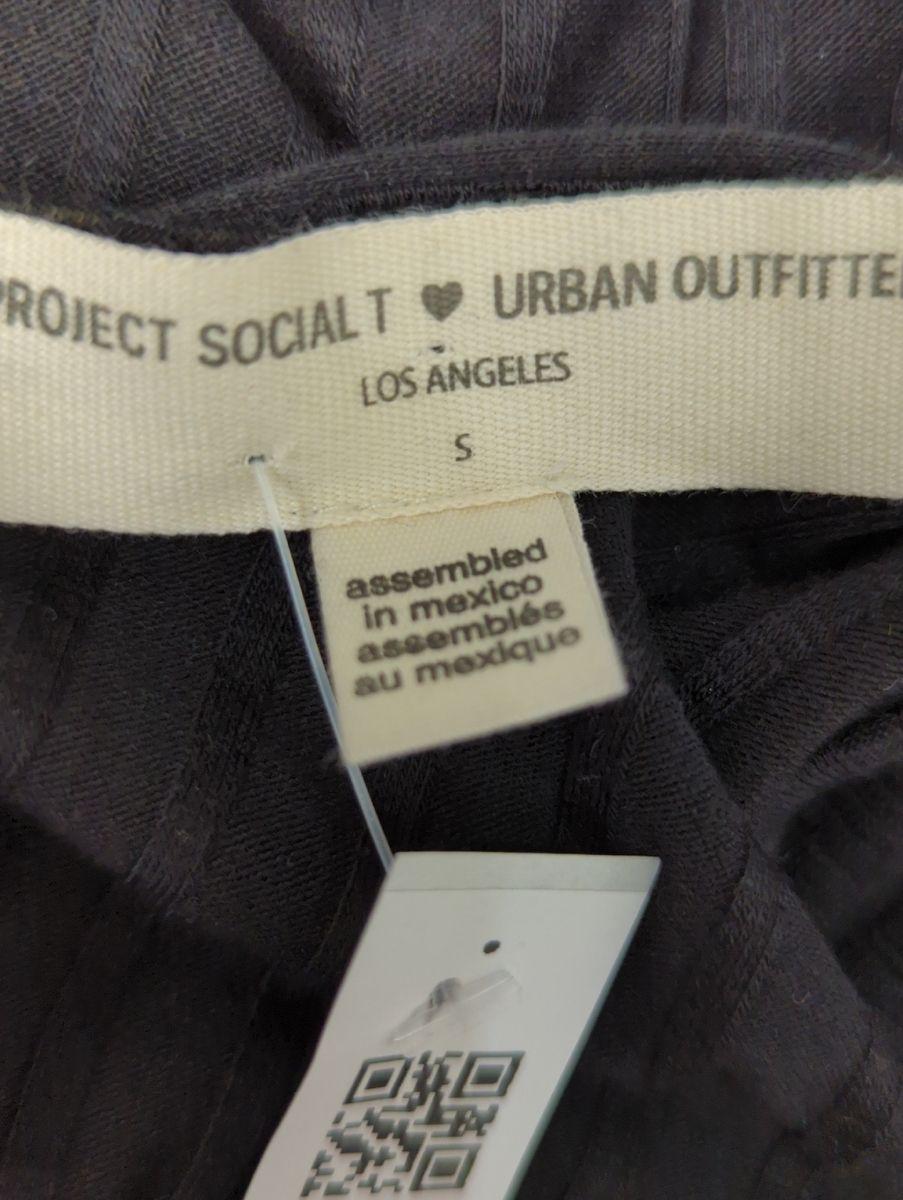 PROJECT SOCIAL T ♥ URBAN OUTFITTE
LOS ANGELES
S
assembled
in mexico
assemblés
au mexique